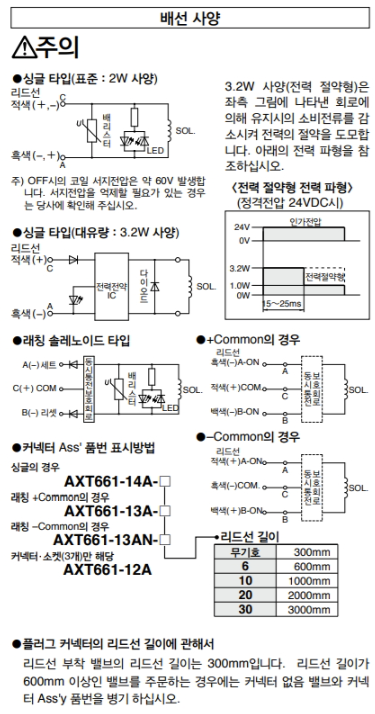 배선 사양
⚠주의
●싱글 타입(표준 : 2W 사양)
리드선
적색(+,-)
C
배리스터
LED
SOL.
흑색(-,+)
A
주) OFF시의 코일 서지전압은 약 60V 발생합
니다. 서지전압을 억제할 필요가 있는 경우
는 당사에 확인해 주십시오.
3.2W 사양(전력 절약형)은
좌측 그림에 나타낸 회로에
의해 유지시의 소비전류를 감
소시켜 전력의 절약을 도모합
니다. 아래의 전력 파형을 참
조하십시오.
〈전력 절약형 전력 파형〉
(정격전압 24VDC시)
인가전압
24V
0V
3.2W
전력절약형
1.0W
0W
15~25ms
●싱글 타입(대유량 : 3.2W 사양)
리드선
적색(+)
C
전력전약
IC
다이오드
SOL.
흑색(-)
A
●래칭 솔레노이드 타입
A(-) 세트
C(+) COM
B(-) 리셋
동시통전보호회로
배리스터
LED
SOL.
●+Common의 경우
리드선
흑색(-)A-ON
A
적색(+)COM
C
백색(-)B-ON
B
동시통전
보호회로
SOL.
●-Common의 경우
리드선
적색(+)A-ON
A
흑색(-)COM.
C
백색(+)B-ON
B
동시통전
보호회로
SOL.
●커넥터 Ass' 품번 표시방법
싱글의 경우
AXT661-14A-□
래칭 +Common의 경우
AXT661-13A-□
래칭 -Common의 경우
AXT661-13AN-□
커넥터·소켓(3개)만 해당
AXT661-12A
●리드선 길이
무기호 300mm
6 600mm
10 1000mm
20 2000mm
30 3000mm
●플러그 커넥터의 리드선 길이에 관해서
리드선 부착 밸브의 리드선 길이는 300mm입니다. 리드선 길이가
600mm 이상인 밸브를 주문하는 경우에는 커넥터 없음 밸브와 커넥
터 Ass'y 품번을 병기 하십시오.